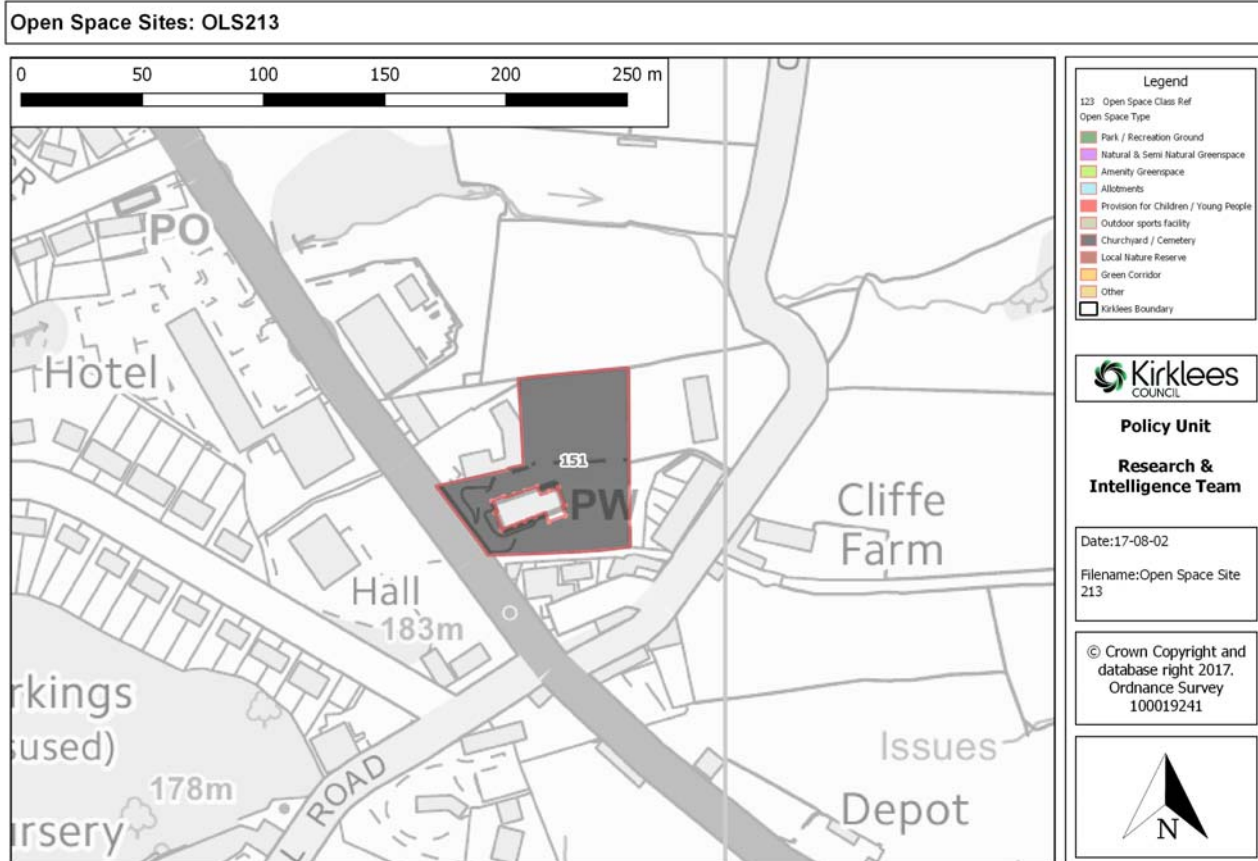 Open Space Sites: OLS213
0 50 100 150 200 250 m
PO
Hotel
151
PW
Cliffe
Farm
Hall
183m
rkings
sused)
178m
ursery
L ROAD
Issues
Depot
Legend
123 Open Space Class Ref
Open Space Type
Park / Recreation Ground
Natural & Semi Natural Greenspace
Amenity Greenspace
Allotments
Provision for Children / Young People
Outdoor sports facility
Churchyard / Cemetery
Local Nature Reserve
Green Corridor
Other
Kirklees Boundary
Kirklees
COUNCIL
Policy Unit
Research &
Intelligence Team
Date:17-08-02
Filename:Open Space Site
213
© Crown Copyright and
database right 2017.
Ordnance Survey
100019241
N